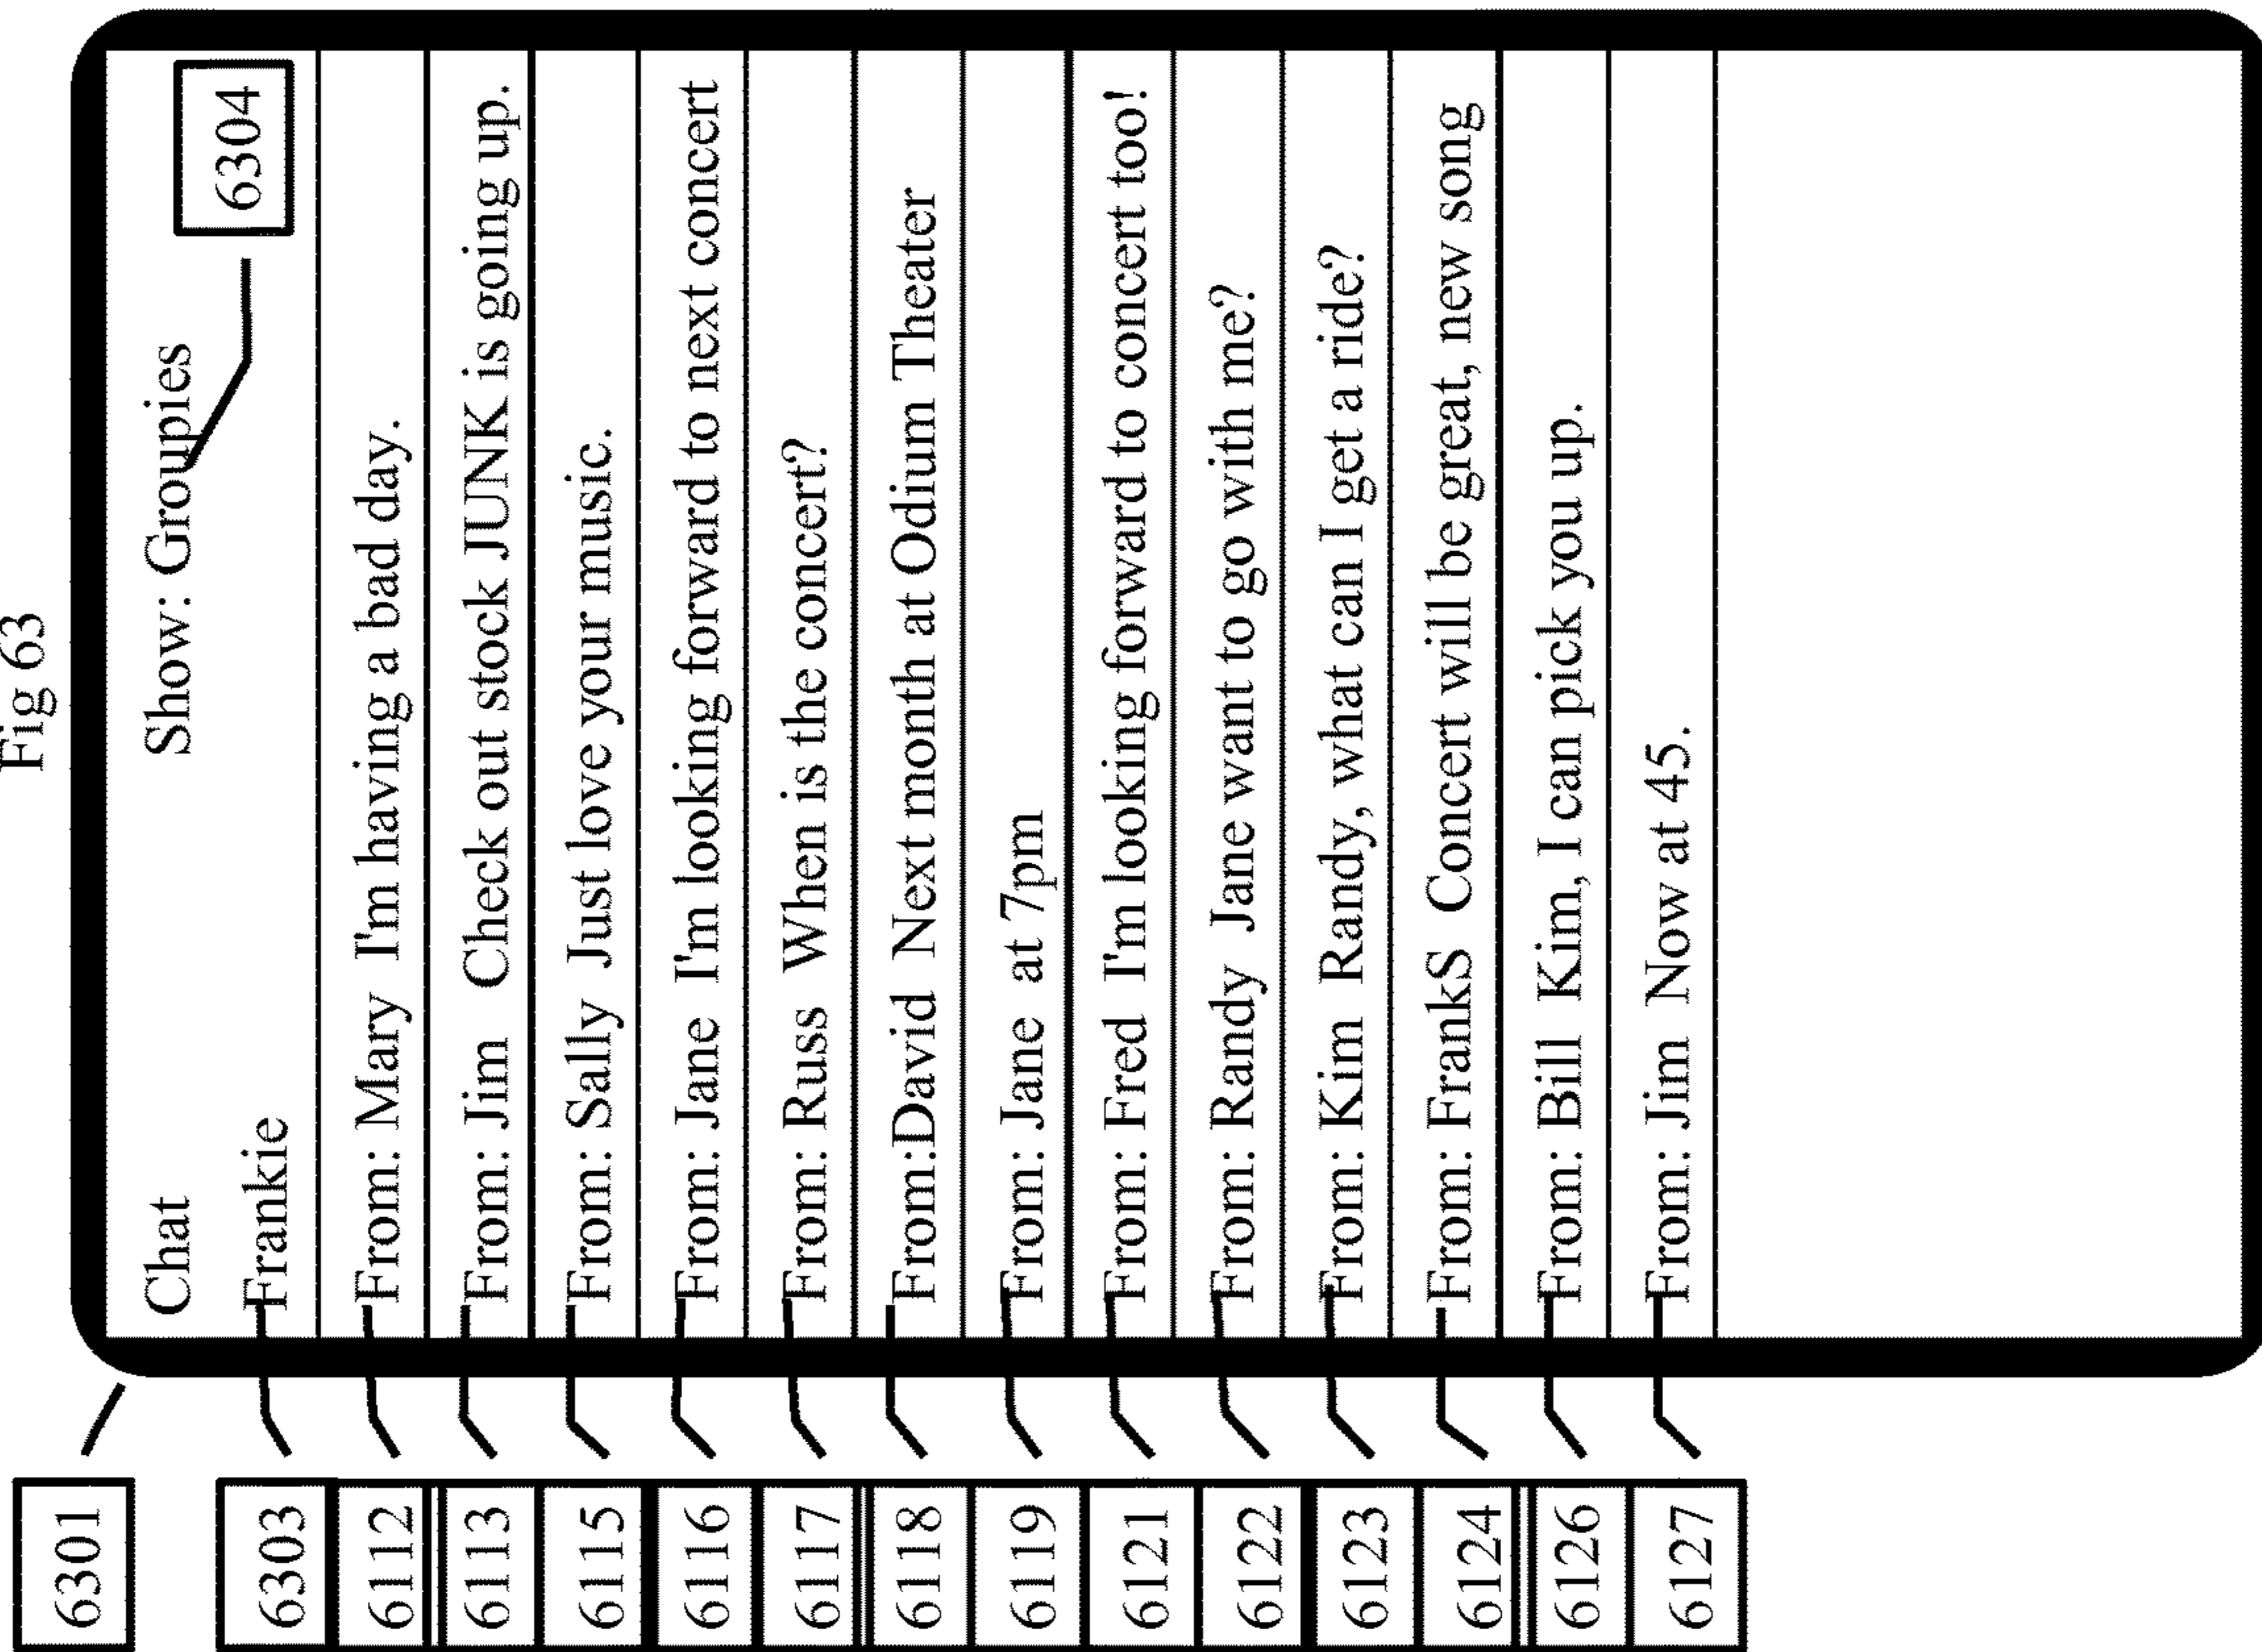 Fig 63
6301
Chat Show: Groupies
6303 Frankie 6304
6112 From: Mary I'm having a bad day.
6113 From: Jim Check out stock JUNK is going up.
6115 From: Sally Just love your music.
6116 From: Jane I'm looking forward to next concert
6117 From: Russ When is the concert?
6118 From:David Next month at Odium Theater
6119 From: Jane at 7pm
6121 From: Fred I'm looking forward to concert too!
6122 From: Randy Jane want to go with me?
6123 From: Kim Randy, what can I get a ride?
6124 From: FrankS Concert will be great, new song
6126 From: Bill Kim, I can pick you up.
6127 From: Jim Now at 45.